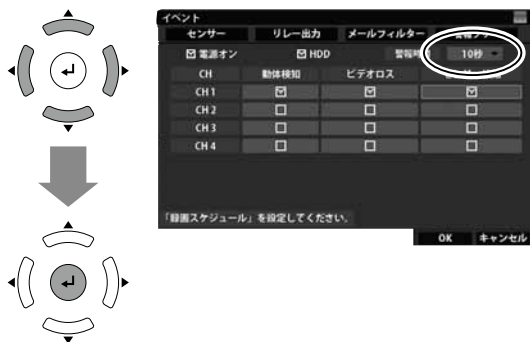 イベント
センサー リレー出力 メールフィルター
電源オン HDD 警報時 10秒
CH 動体検知 ビデオロス
CH 1
CH 2
CH 3
CH 4
「録画スケジュール」を設定してください。
OK キャンセル